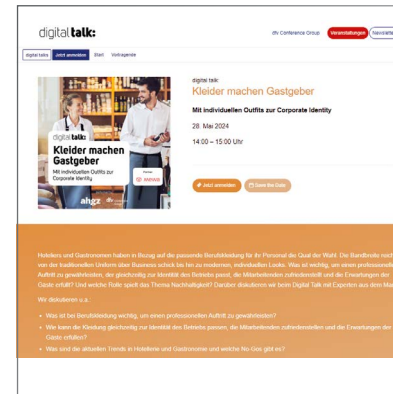 digital talk:
dfv Conference Group
Veranstaltungen
digital talks
Jetzt anmelden
Start
Vortragende
digital talk:
Kleider machen
Gastgeber
Mit individuellen Outfits zur
Corporate Identity
ahgz
dfv
digital talk:
Kleider machen Gastgeber
Mit individuellen Outfits zur Corporate Identity
28. Mai 2024
14:00 – 15:00 Uhr
Jetzt anmelden
Save the Date
Hoteliers und Gastronomen haben in Bezug auf die passende Berufskleidung für ihr Personal die Qual der Wahl. Die Bandbreite reicht
von der traditionellen Uniform über Business schick bis hin zu modernen, individuellen Looks. Was ist wichtig, um einen professionellen
Auftritt zu gewährleisten, der gleichzeitig zur Identität des Betriebs passt, die Mitarbeitenden zufriedenstellt und die Erwartungen der
Gäste erfüllt? Und welche Rolle spielt das Thema Nachhaltigkeit? Darüber diskutieren wir beim Digital Talk mit Experten aus dem
Wir diskutieren u.a.:
• Was ist bei Berufskleidung wichtig, um einen professionellen Auftritt zu gewährleisten?
• Wie kann die Kleidung gleichzeitig zur Identität des Betriebs passen, die Mitarbeitenden zufriedenstellen und die Erwartungen der
Gäste erfüllen?
• Was sind die aktuellen Trends in Hotellerie und Gastronomie und welche No-Gos gibt es?